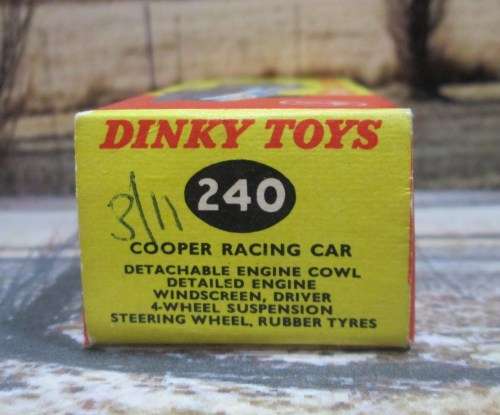 DINKY TOYS
240
3/11
COOPER RACING CAR
DETACHABLE ENGINE COWL
DETAILED ENGINE
WINDSCREEN, DRIVER
4-WHEEL SUSPENSION
STEERING WHEEL, RUBBER TYRES